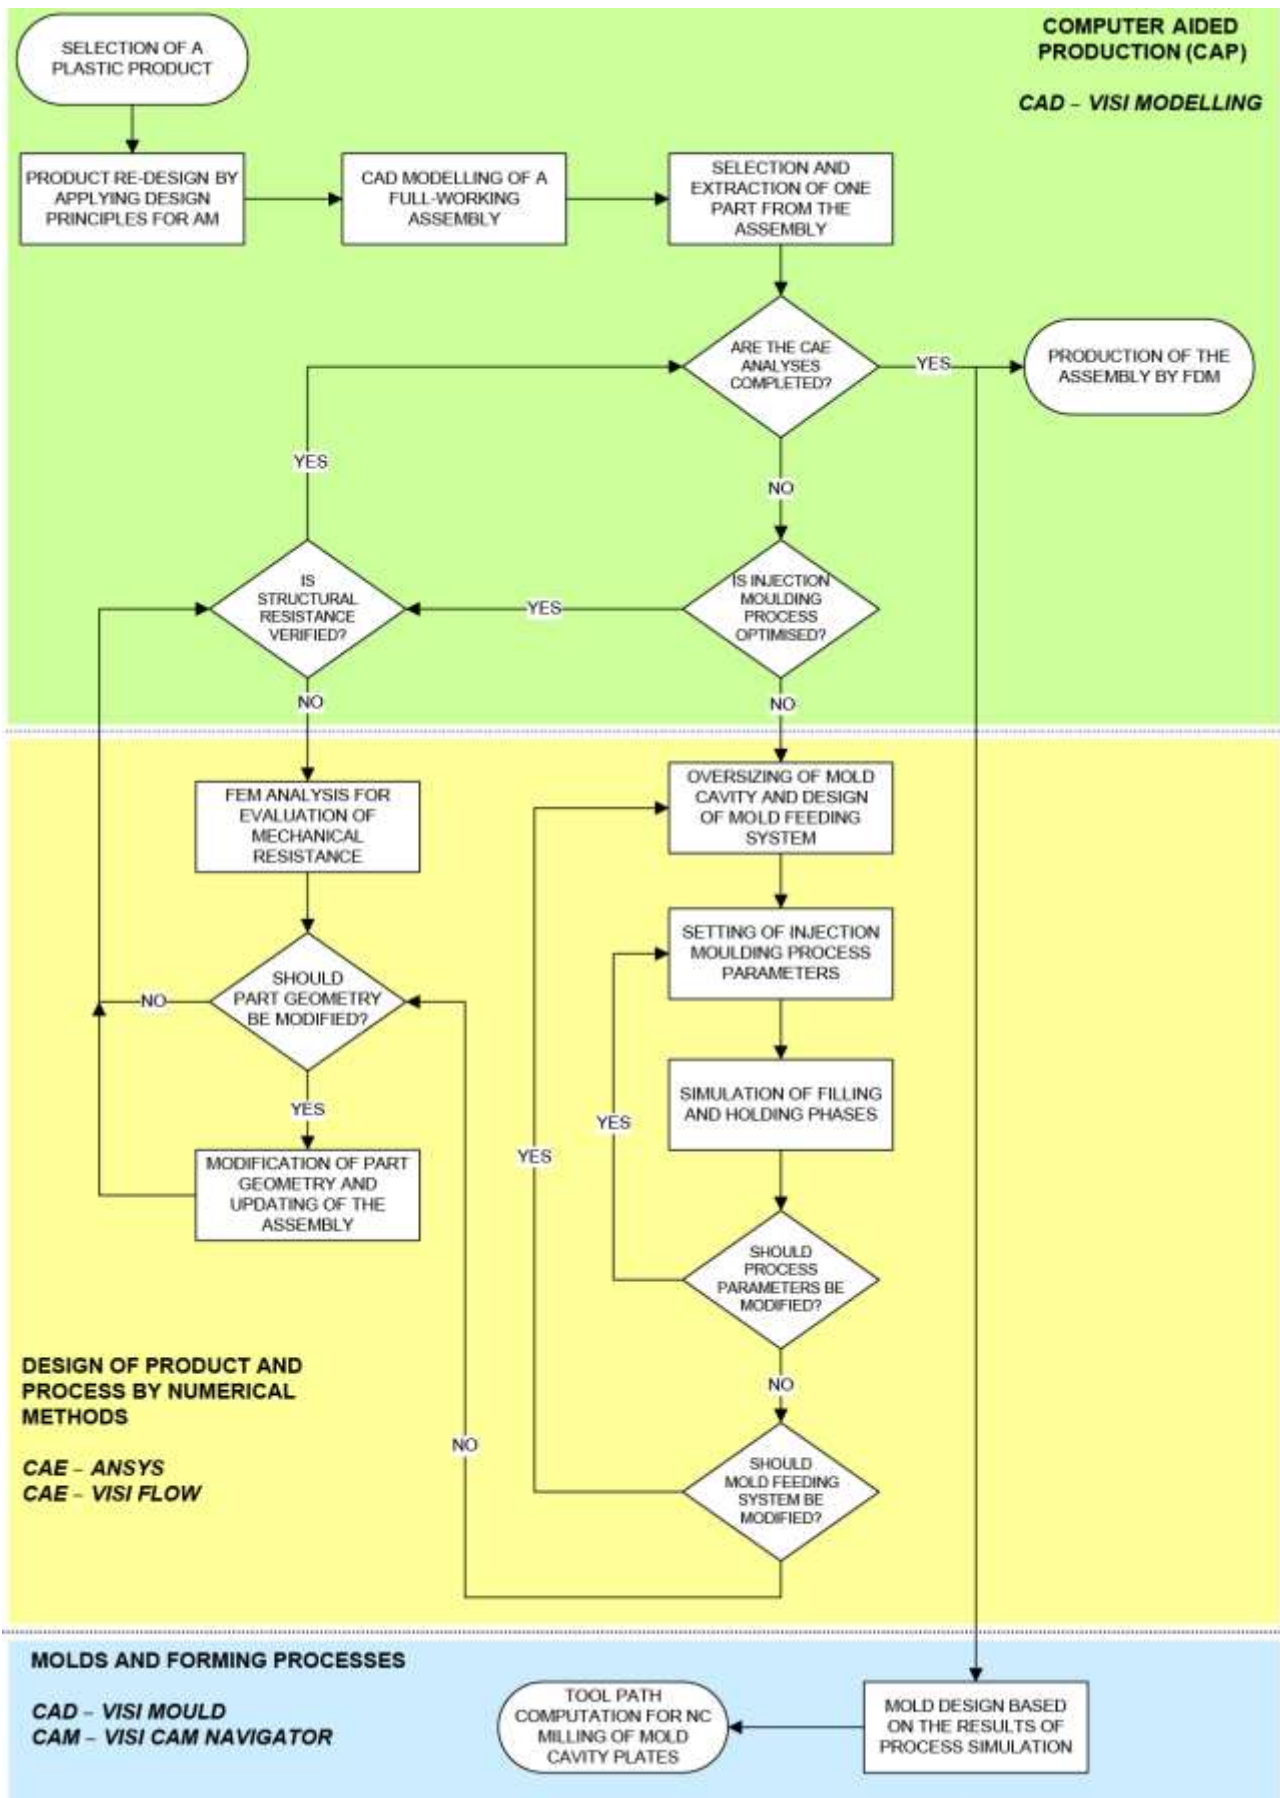 SELECTION OF A
PLASTIC PRODUCT
COMPUTER AIDED
PRODUCTION (CAP)
CAD – VISI MODELLING
PRODUCT RE-DESIGN BY
APPLYING DESIGN
PRINCIPLES FOR AM
CAD MODELLING OF A
FULL-WORKING
ASSEMBLY
SELECTION AND
EXTRACTION OF ONE
PART FROM THE
ASSEMBLY
ARE THE CAE
ANALYSES
COMPLETED?
YES
PRODUCTION OF THE
ASSEMBLY BY FDM
YES
NO
IS
STRUCTURAL
RESISTANCE
VERIFIED?
YES
IS INJECTION
MOULDING
PROCESS
OPTIMISED?
NO
NO
FEM ANALYSIS FOR
EVALUATION OF
MECHANICAL
RESISTANCE
OVERSIZING OF MOLD
CAVITY AND DESIGN
OF MOLD FEEDING
SYSTEM
SETTING OF INJECTION
MOULDING PROCESS
PARAMETERS
NO
SHOULD
PART GEOMETRY
BE MODIFIED?
SIMULATION OF FILLING
AND HOLDING PHASES
YES
YES
YES
MODIFICATION OF PART
GEOMETRY AND
UPDATING OF THE
ASSEMBLY
SHOULD
PROCESS
PARAMETERS BE
MODIFIED?
NO
DESIGN OF PRODUCT AND
PROCESS BY NUMERICAL
METHODS
CAE – ANSYS
CAE – VISI FLOW
NO
SHOULD
MOLD FEEDING
SYSTEM BE
MODIFIED?
MOLDS AND FORMING PROCESSES
CAD – VISI MOULD
CAM – VISI CAM NAVIGATOR
TOOL PATH
COMPUTATION FOR NC
MILLING OF MOLD
CAVITY PLATES
MOLD DESIGN BASED
ON THE RESULTS OF
PROCESS SIMULATION